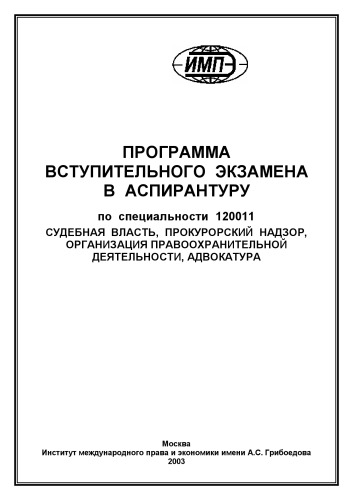 ИМПЭ
ПРОГРАММА
ВСТУПИТЕЛЬНОГО ЭКЗАМЕНА
В АСПИРАНТУРУ
по специальности 120011
СУДЕБНАЯ ВЛАСТЬ, ПРОКУРОРСКИЙ НАДЗОР,
ОРГАНИЗАЦИЯ ПРАВООХРАНИТЕЛЬНОЙ
ДЕЯТЕЛЬНОСТИ, АДВОКАТУРА
Москва
Институт международного права и экономики имени А.С. Грибоедова
2003